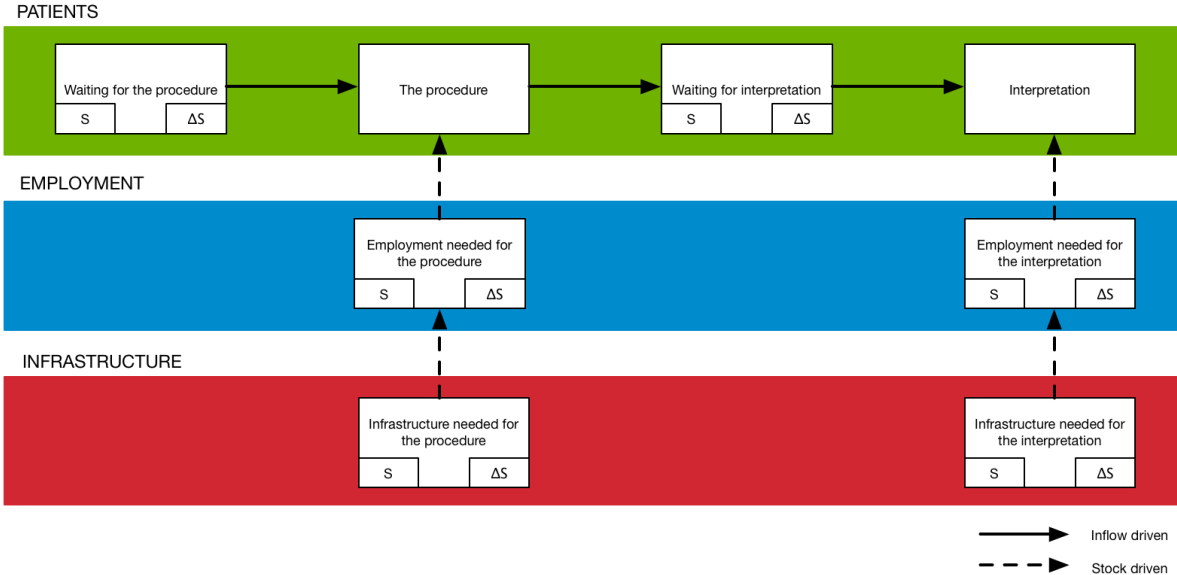 PATIENTS
Waiting for the procedure
S
ΔS
The procedure
Waiting for interpretation
S
ΔS
Interpretation
EMPLOYMENT
Employment needed for
the procedure
S
ΔS
Employment needed for
the interpretation
S
ΔS
INFRASTRUCTURE
Infrastructure needed for
the procedure
S
ΔS
Infrastructure needed for
the interpretation
S
ΔS
Inflow driven
Stock driven